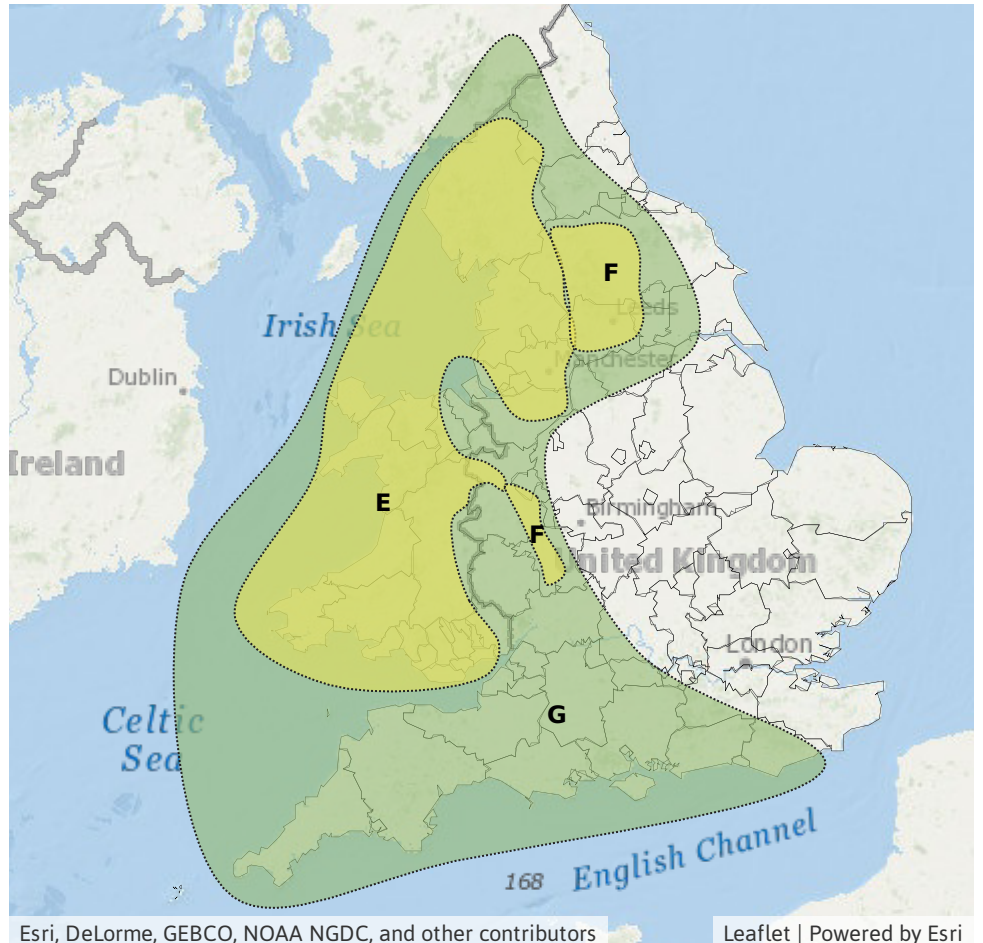 F
Leeds
Irish Sea
Manchester
Dublin
Ireland
E
Birmingham
F
United Kingdom
London
G
Celtic
Sea
English Channel
168
Esri, DeLorme, GEBCO, NOAA NGDC, and other contributors
Leaflet | Powered by Esri